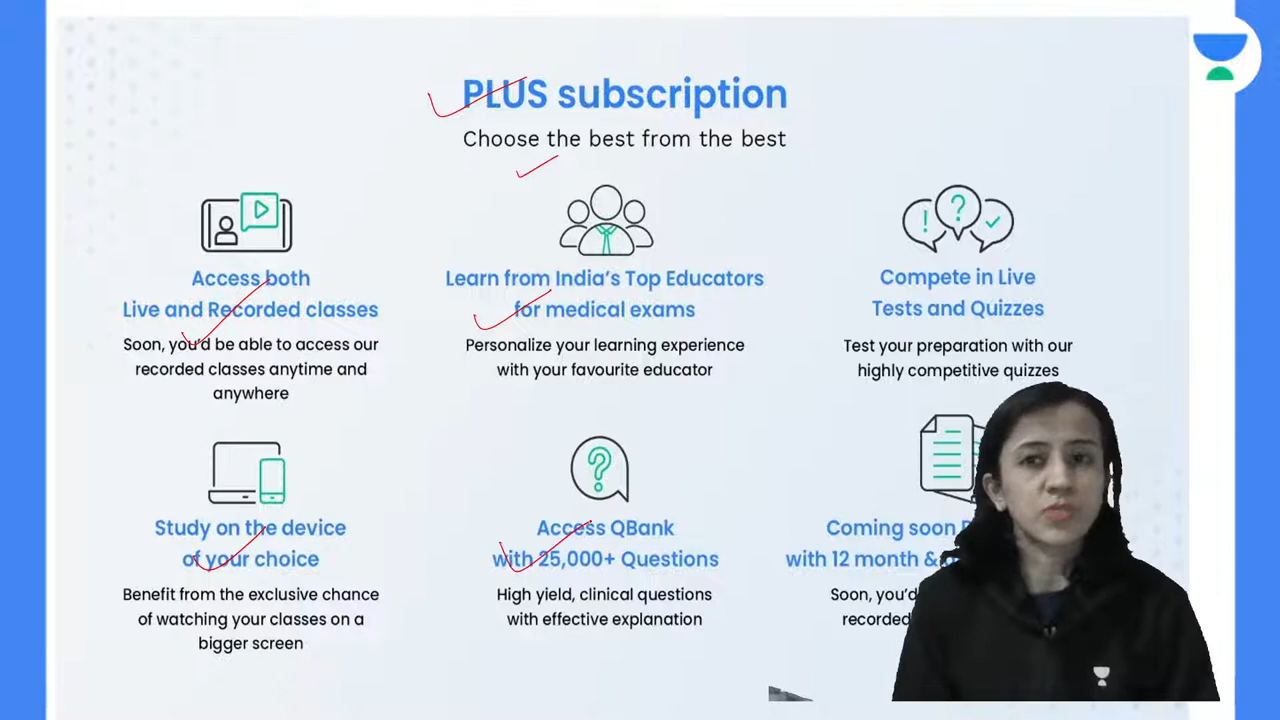 PLUS subscription
Choose the best from the best
Access both
Live and Recorded classes
Soon, you'd be able to access our
recorded classes anytime and
anywhere
Learn from India's Top Educators
for medical exams
Personalize your learning experience
with your favourite educator
Compete in Live
Tests and Quizzes
Test your preparation with our
highly competitive quizzes
Study on the device
of your choice
Benefit from the exclusive chance
of watching your classes on a
bigger screen
Access QBank
with 25,000+ Questions
High yield, clinical questions
with effective explanation
Coming soon
with 12 month &
Soon, you'd
recorded